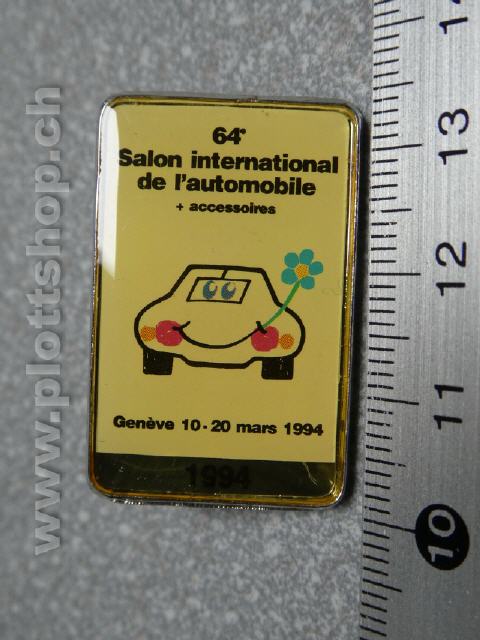 64e
Salon international
de l'automobile
+ accessoires
Genève 10-20 mars 1994
1994
www.plottshop.ch
13
12
11
10